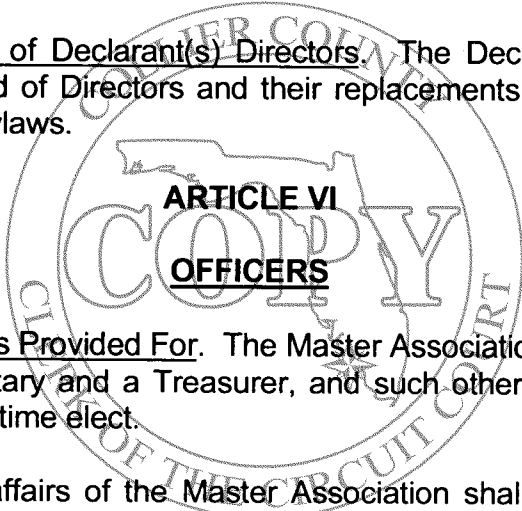 of Declarant(s) Directors. The Dec
d of Directors and their replacements
ylaws.
ARTICLE VI
OFFICERS
s Provided For. The Master Associatio
tary and a Treasurer, and such other
time elect.
affairs of the Master Association shal
COLLIER COUNTY
COPY
CLERK OF THE CIRCUIT COURT